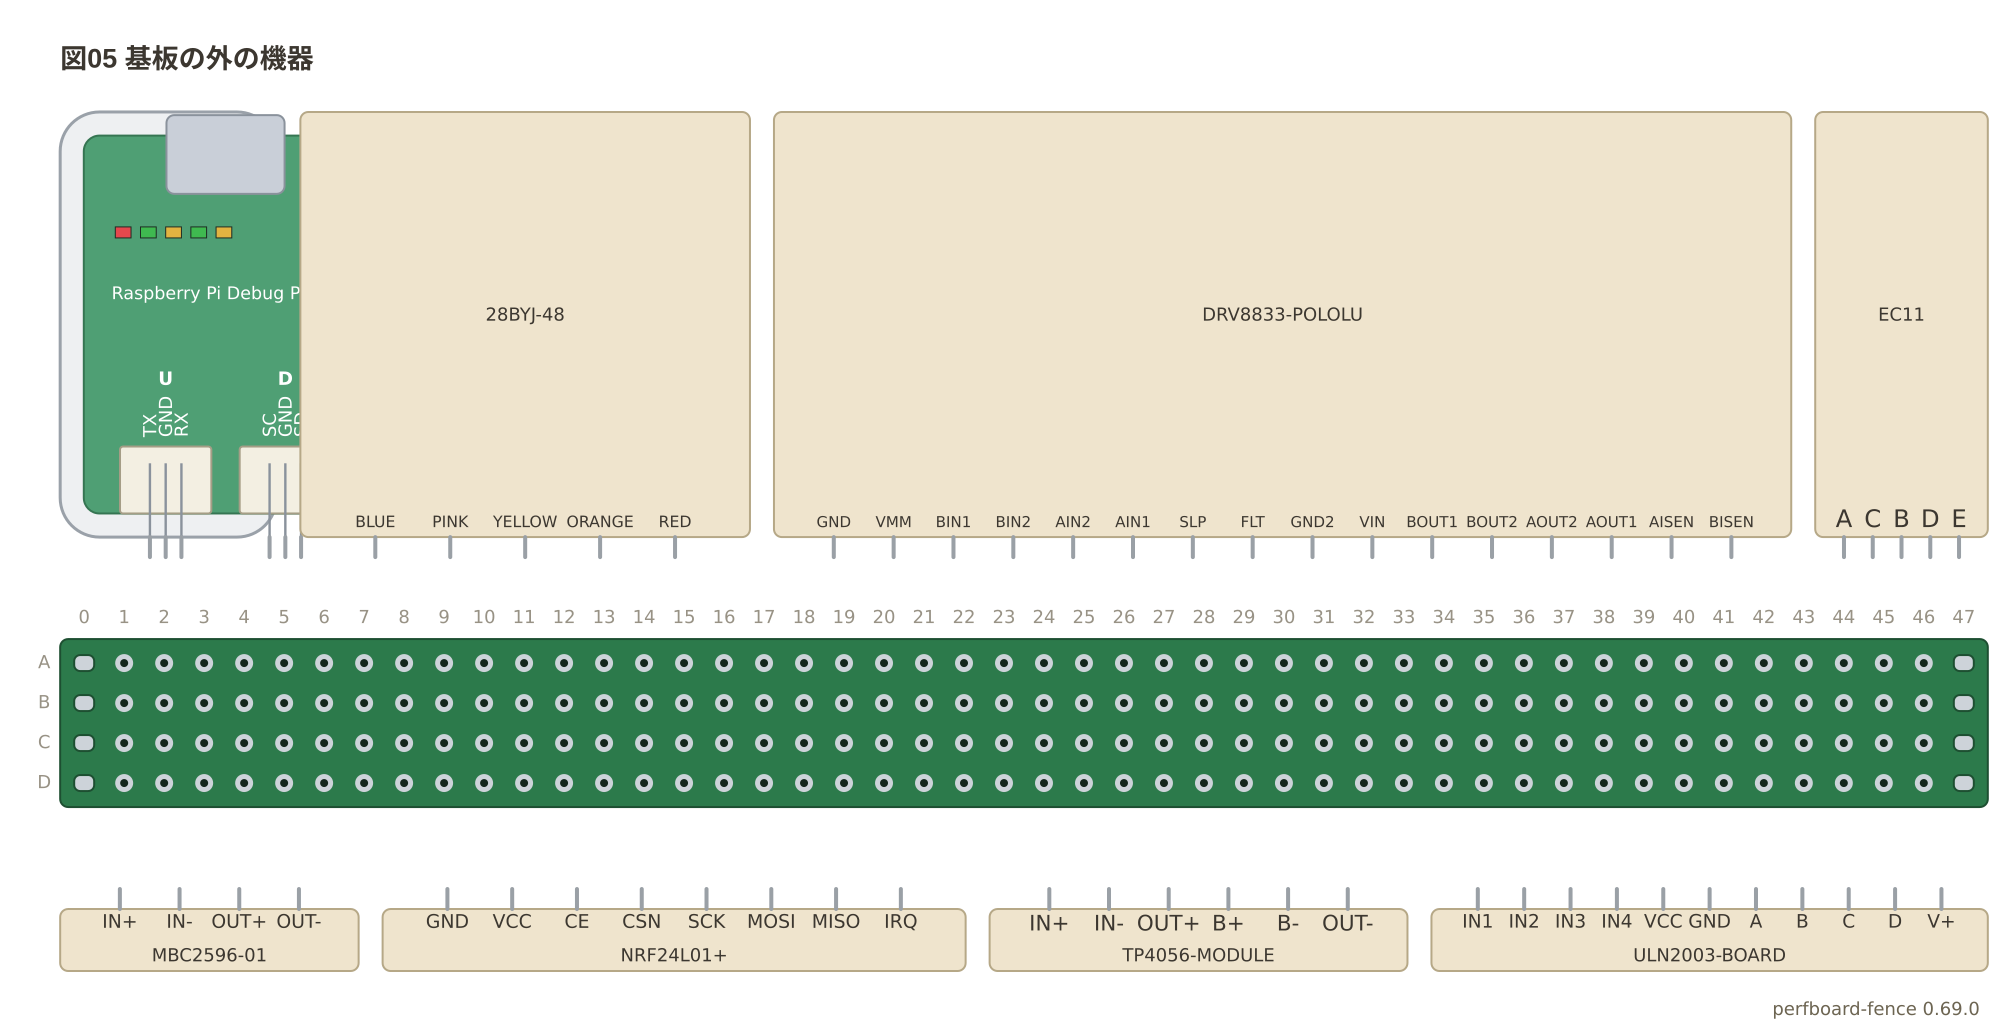 図05 基板の外の機器
Raspberry Pi Debug P
28BYJ-48
DRV8833-POLOLU
EC11
U D
TX GND RX SC GND
BLUE PINK YELLOW ORANGE RED
GND VMM BIN1 BIN2 AIN2 AIN1 SLP FLT GND2 VIN BOUT1 BOUT2 AOUT2 AOUT1 AISEN BISEN
A C B D E
0 1 2 3 4 5 6 7 8 9 10 11 12 13 14 15 16 17 18 19 20 21 22 23 24 25 26 27 28 29 30 31 32 33 34 35 36 37 38 39 40 41 42 43 44 45 46 47
A
B
C
D
IN+ IN- OUT+ OUT-
MBC2596-01
GND VCC CE CSN SCK MOSI MISO IRQ
NRF24L01+
IN+ IN- OUT+ B+ B- OUT-
TP4056-MODULE
IN1 IN2 IN3 IN4 VCC GND A B C D V+
ULN2003-BOARD
perfboard-fence 0.69.0